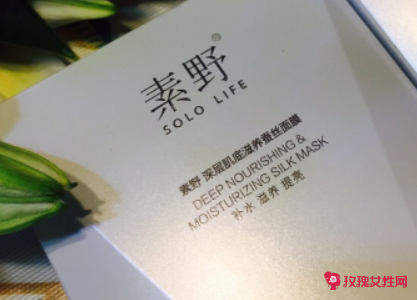 素野®
SOLO LIFE
素野 深层肌底滋养蚕丝面膜
DEEP NOURISHING &
MOISTURIZING SILK MASK
补水 滋养 提亮
玫瑰女性网